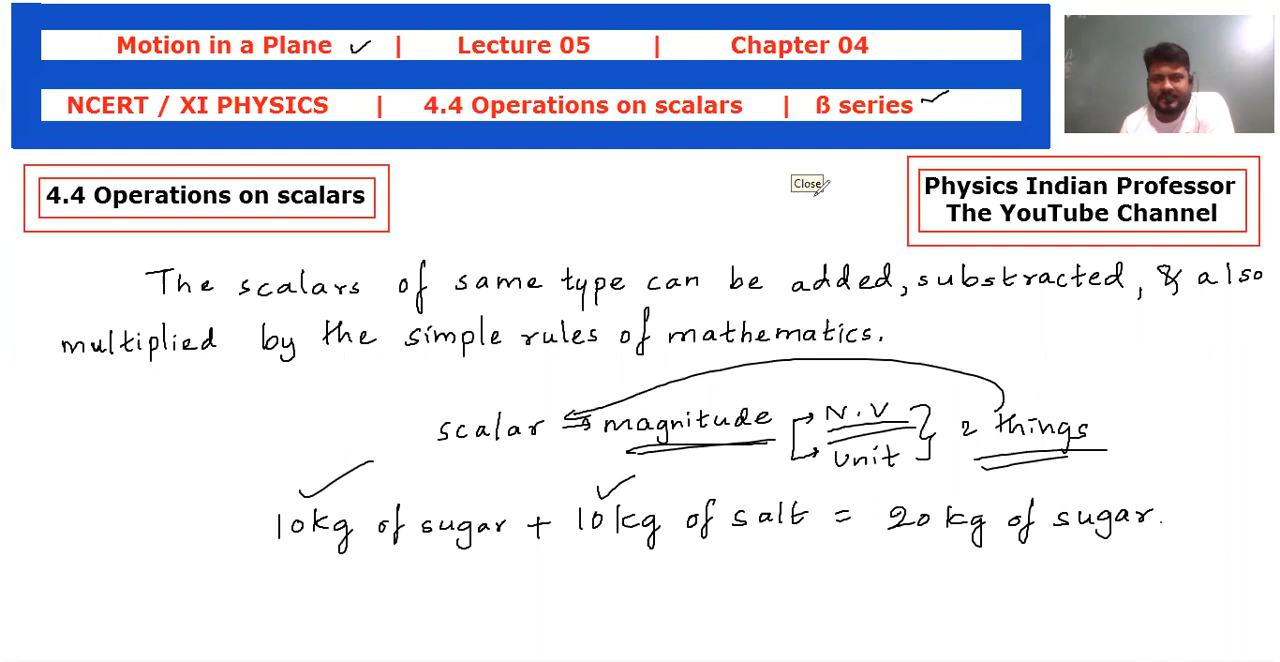 Motion in a Plane | Lecture 05 | Chapter 04
NCERT / XI PHYSICS | 4.4 Operations on scalars | ß series
4.4 Operations on scalars
Close
Physics Indian Professor
The YouTube Channel
The scalars of same type can be added, substracted, & also
multiplied by the simple rules of mathematics.
scalar ⇒ magnitude [ N.V } 2 things
unit
10kg of sugar + 10kg of salt = 20 kg of sugar.